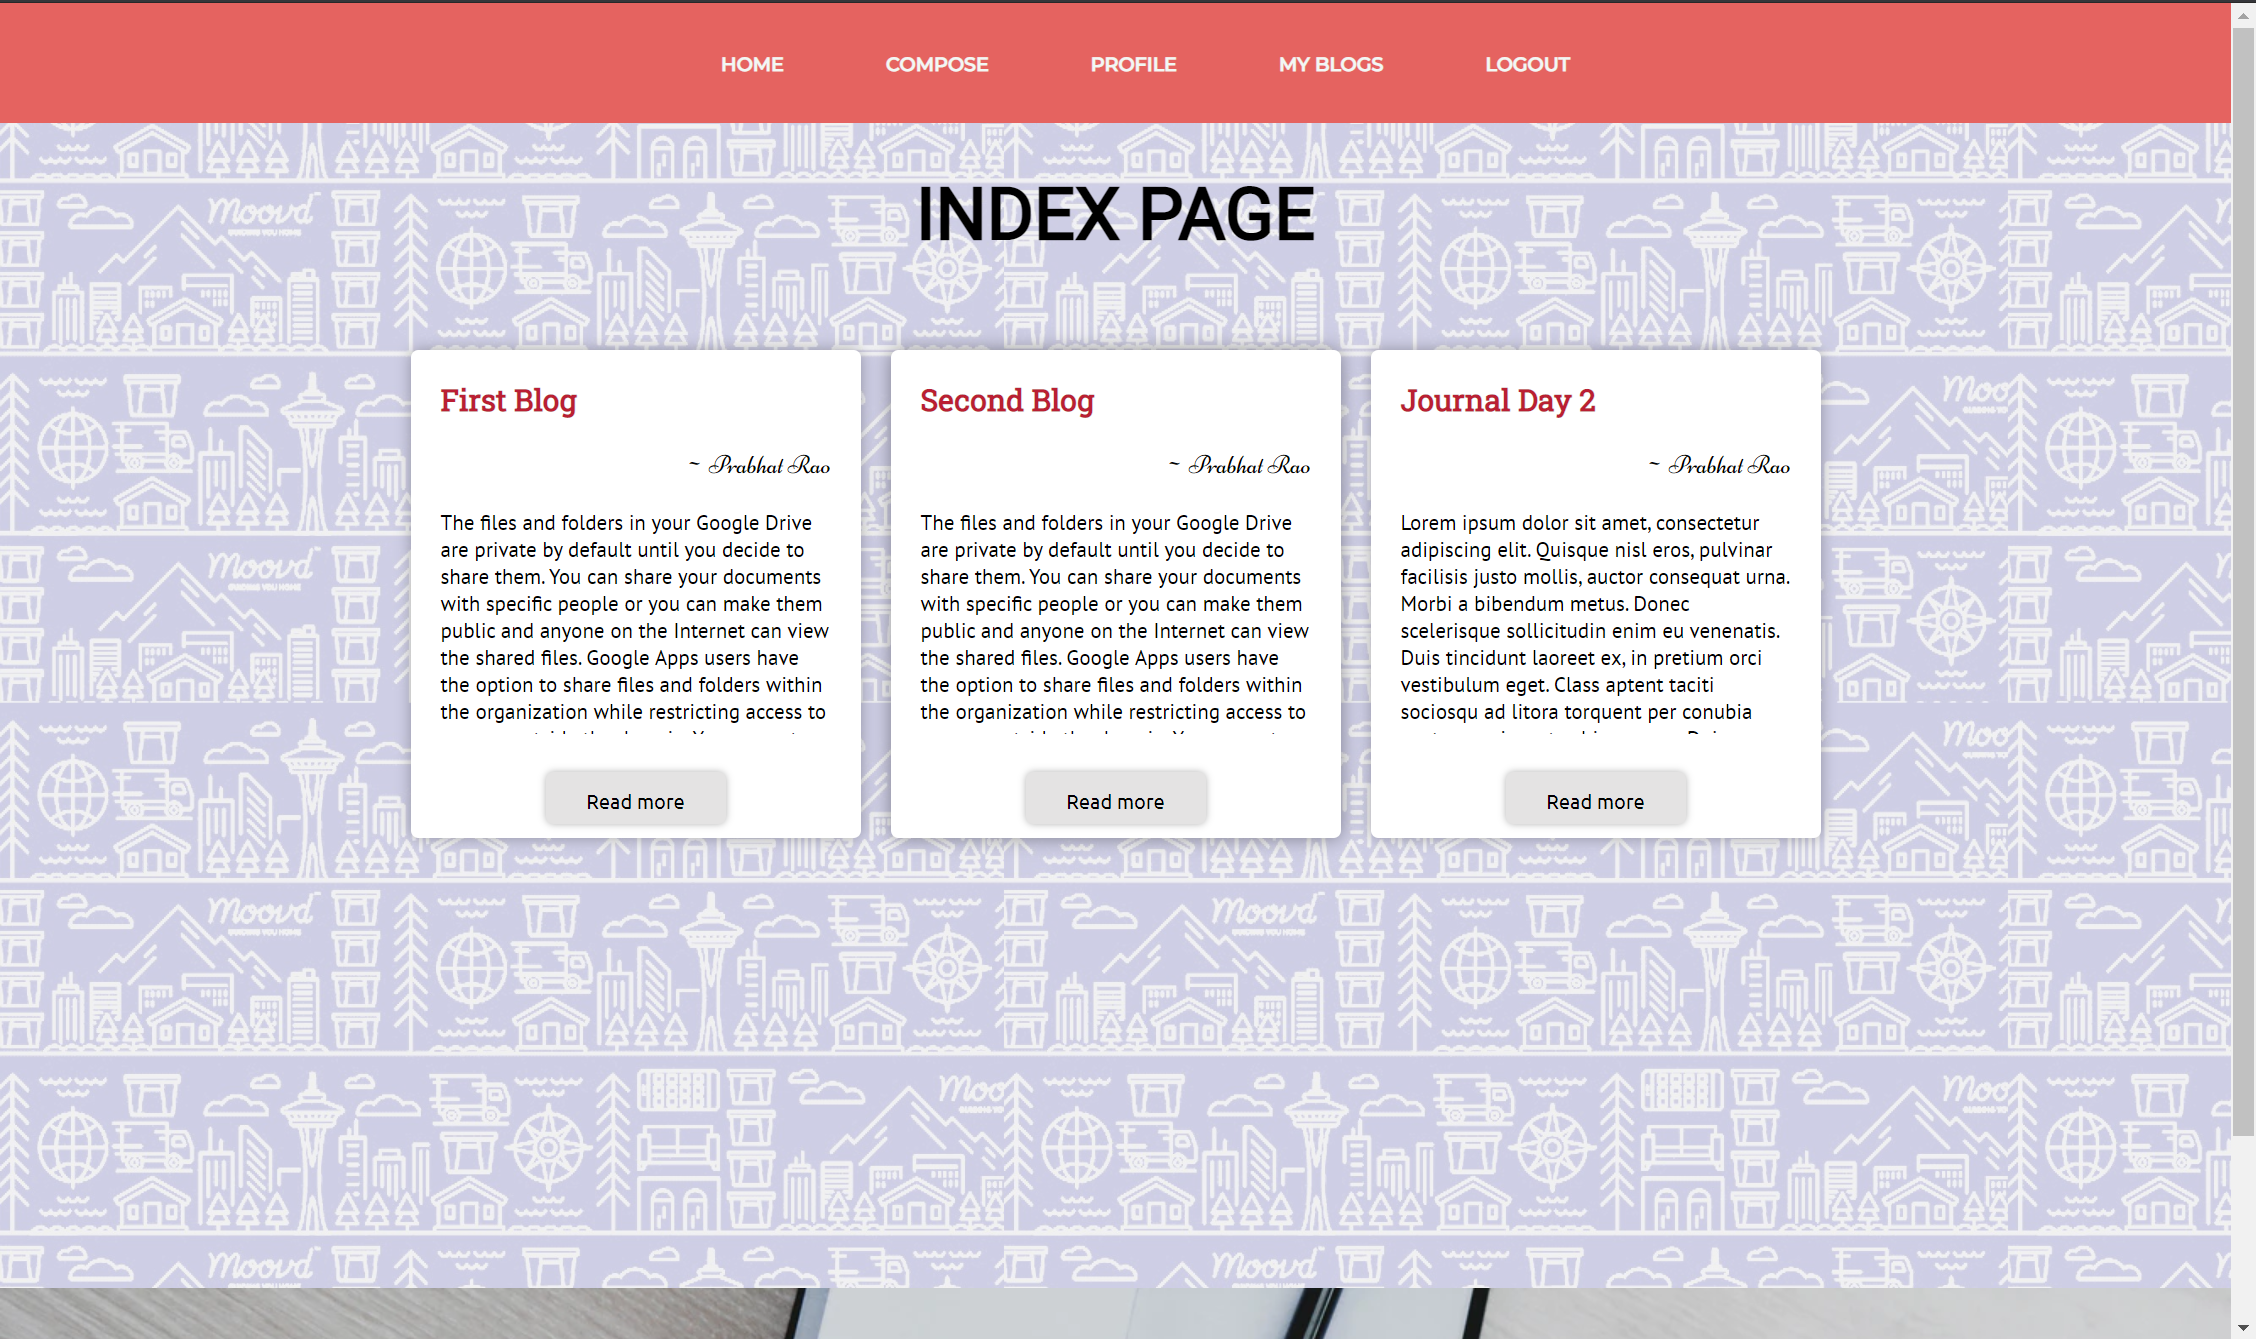 HOME COMPOSE PROFILE MY BLOGS LOGOUT
INDEX PAGE
Moovd
First Blog
~ Prabhat Rao
The files and folders in your Google Drive
are private by default until you decide to
share them. You can share your documents
with specific people or you can make them
public and anyone on the Internet can view
the shared files. Google Apps users have
the option to share files and folders within
the organization while restricting access to
Read more
Second Blog
~ Prabhat Rao
The files and folders in your Google Drive
are private by default until you decide to
share them. You can share your documents
with specific people or you can make them
public and anyone on the Internet can view
the shared files. Google Apps users have
the option to share files and folders within
the organization while restricting access to
Read more
Journal Day 2
~ Prabhat Rao
Lorem ipsum dolor sit amet, consectetur
adipiscing elit. Quisque nisl eros, pulvinar
facilisis justo mollis, auctor consequat urna.
Morbi a bibendum metus. Donec
scelerisque sollicitudin enim eu venenatis.
Duis tincidunt laoreet ex, in pretium orci
vestibulum eget. Class aptent taciti
sociosqu ad litora torquent per conubia
Read more
Moovd
Moovd
Moovd
Moovd
Moovd